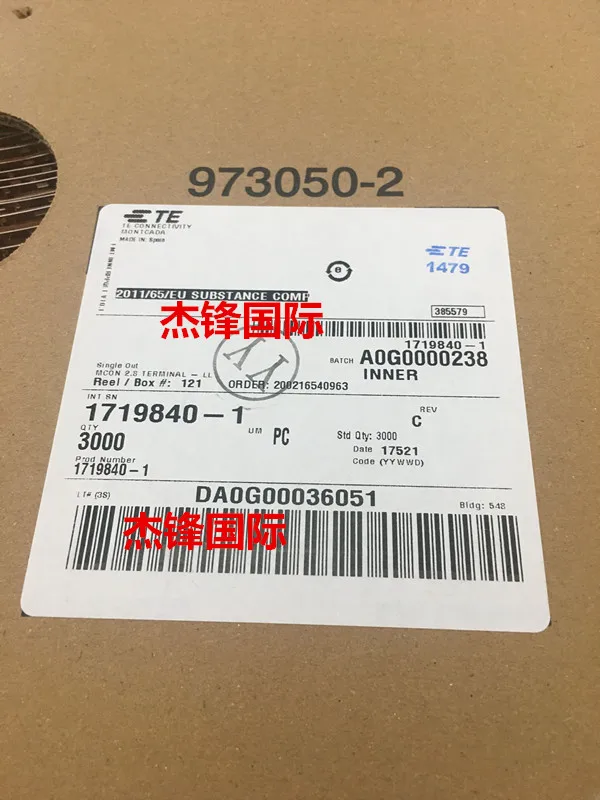 973050-2
TE
TE CONNECTIVITY
MONTCADA
MADE IN: Spain
TE
1479
2011/65/EU SUBSTANCE COMP
385579
杰锋国际
1719840-1
BATCH A0G0000238
INNER
YY
Single Out
MCON 2.8 TERMINAL - LL
Reel / Box #: 121 ORDER: 200216540963
INT SN
1719840-1
REV
C
QTY
3000
UM PC
Std Qty: 3000
Date 17521
Code (YYWWD)
Prod Number
1719840-1
LT# (3S)
DA0G00036051
Bldg: 548
杰锋国际